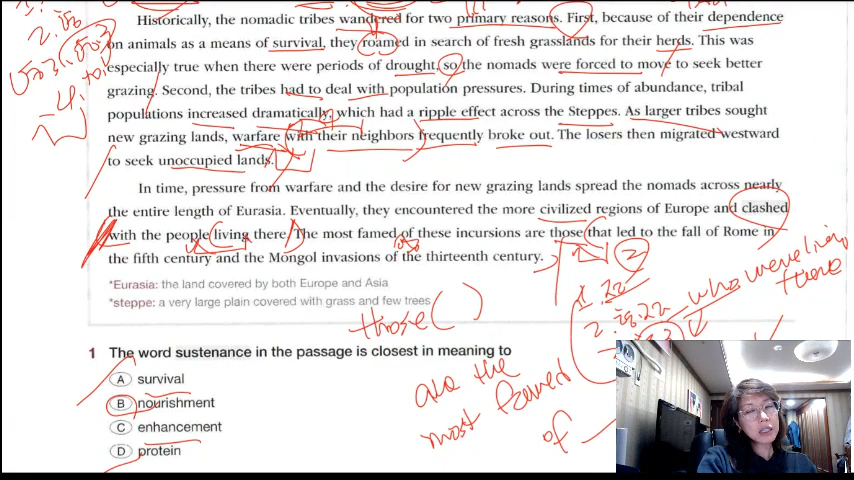 Historically, the nomadic tribes wandered for two primary reasons. First, because of their dependence
on animals as a means of survival, they roamed in search of fresh grasslands for their herds. This was
especially true when there were periods of drought, so the nomads were forced to move to seek better
grazing. Second, the tribes had to deal with population pressures. During times of abundance, tribal
populations increased dramatically, which had a ripple effect across the Steppes. As larger tribes sought
new grazing lands, warfare with their neighbors frequently broke out. The losers then migrated westward
to seek unoccupied lands.
In time, pressure from warfare and the desire for new grazing lands spread the nomads across nearly
the entire length of Eurasia. Eventually, they encountered the more civilized regions of Europe and clashed
with the people living there. The most famed of these incursions are those that led to the fall of Rome in
the fifth century and the Mongol invasions of the thirteenth century.
*Eurasia: the land covered by both Europe and Asia
*steppe: a very large plain covered with grass and few trees
who were living
there
those ( )
1 The word sustenance in the passage is closest in meaning to
A survival
B nourishment
C enhancement
D protein
are the
most famed
of